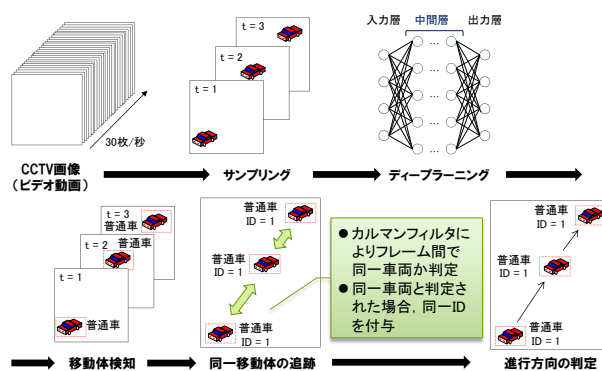 30枚/秒
CCTV画像
(ビデオ動画)
t = 3
t = 2
t = 1
サンプリング
入力層 中間層 出力層
… …
… …
… …
… …
ディープラーニング
t = 3
普通車
t = 2
普通車
t = 1
普通車
移動体検知
普通車
ID = 1
普通車
ID = 1
普通車
ID = 1
同一移動体の追跡
●カルマンフィルタに
よりフレーム間で
同一車両か判定
●同一車両と判定さ
れた場合,同一ID
を付与
普通車
ID = 1
普通車
ID = 1
普通車
ID = 1
進行方向の判定